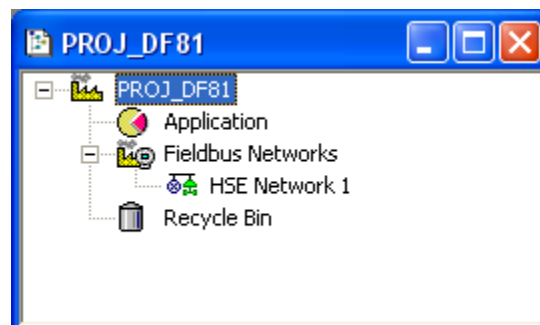 PROJ_DF81
PROJ_DF81
Application
Fieldbus Networks
HSE Network 1
Recycle Bin